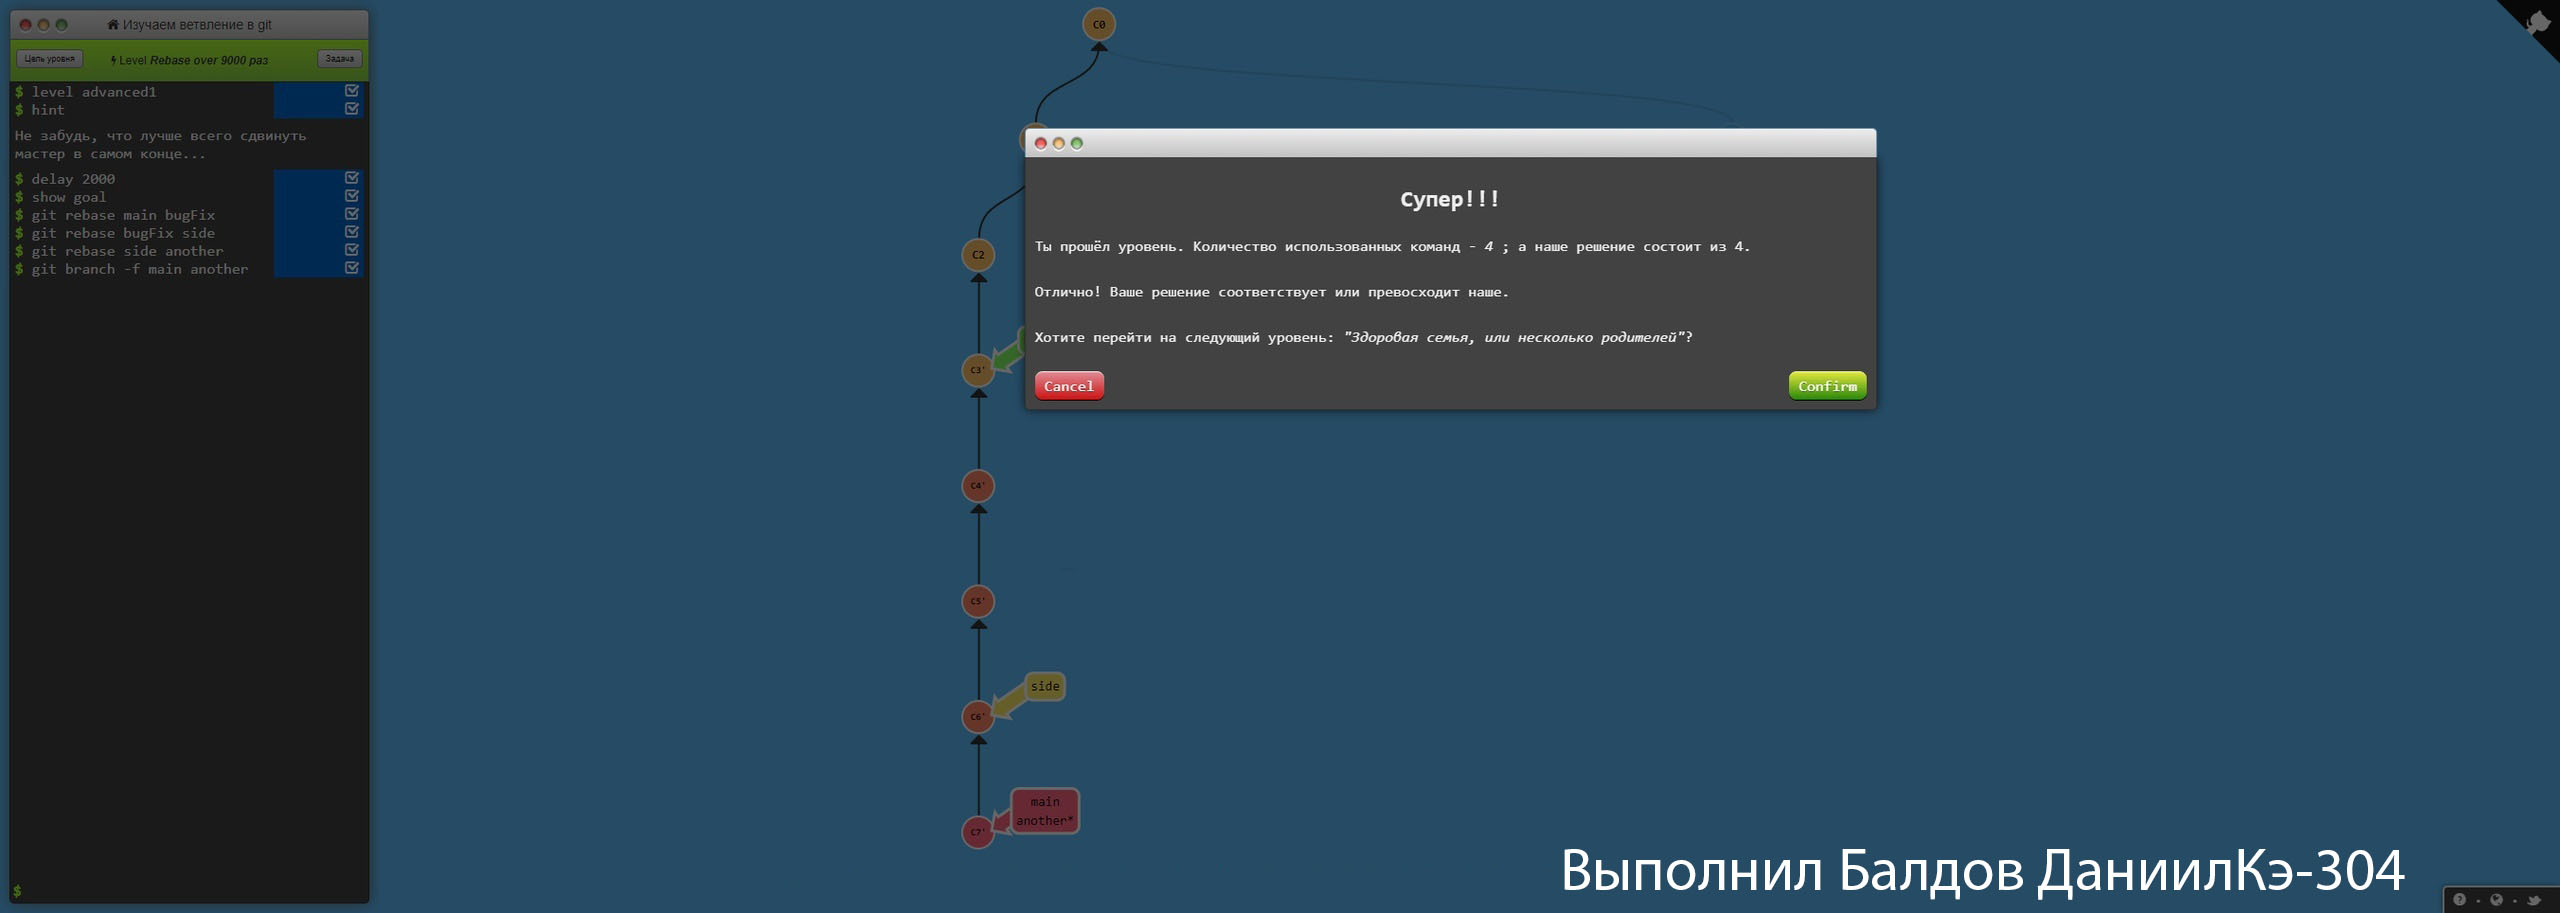 Изучаем ветвление в git
Цель уровня
Level Rebase over 9000 раз
Задача
$ level advanced1
$ hint
Не забудь, что лучше всего сдвинуть
мастер в самом конце...
$ delay 2000
$ show goal
$ git rebase main bugFix
$ git rebase bugFix side
$ git rebase side another
$ git branch -f main another
$
C0
Супер!!!
Ты прошёл уровень. Количество использованных команд - 4 ; а наше решение состоит из 4.
Отлично! Ваше решение соответствует или превосходит наше.
Хотите перейти на следующий уровень: "Здоровая семья, или несколько родителей"?
Cancel
Confirm
C2
C3'
C4'
C5'
side
C6'
main
another*
C7'
Выполнил Балдов ДаниилКэ-304